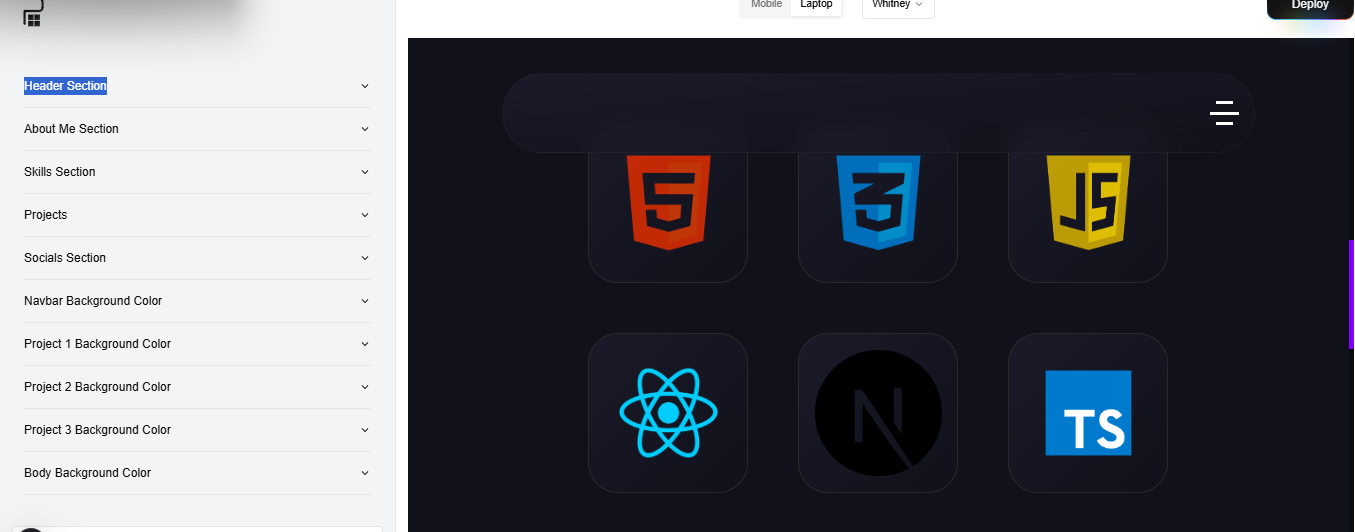 Mobile
Laptop
Whitney
Deploy
Header Section
About Me Section
Skills Section
Projects
Socials Section
Navbar Background Color
Project 1 Background Color
Project 2 Background Color
Project 3 Background Color
Body Background Color
5
3
JS
N
TS